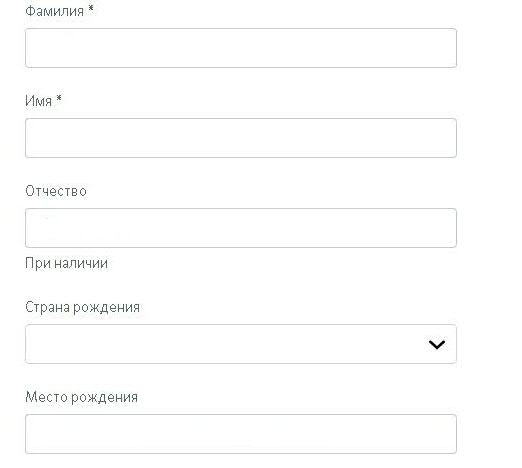 Фамилия *
Имя *
Отчество
При наличии
Страна рождения
Место рождения